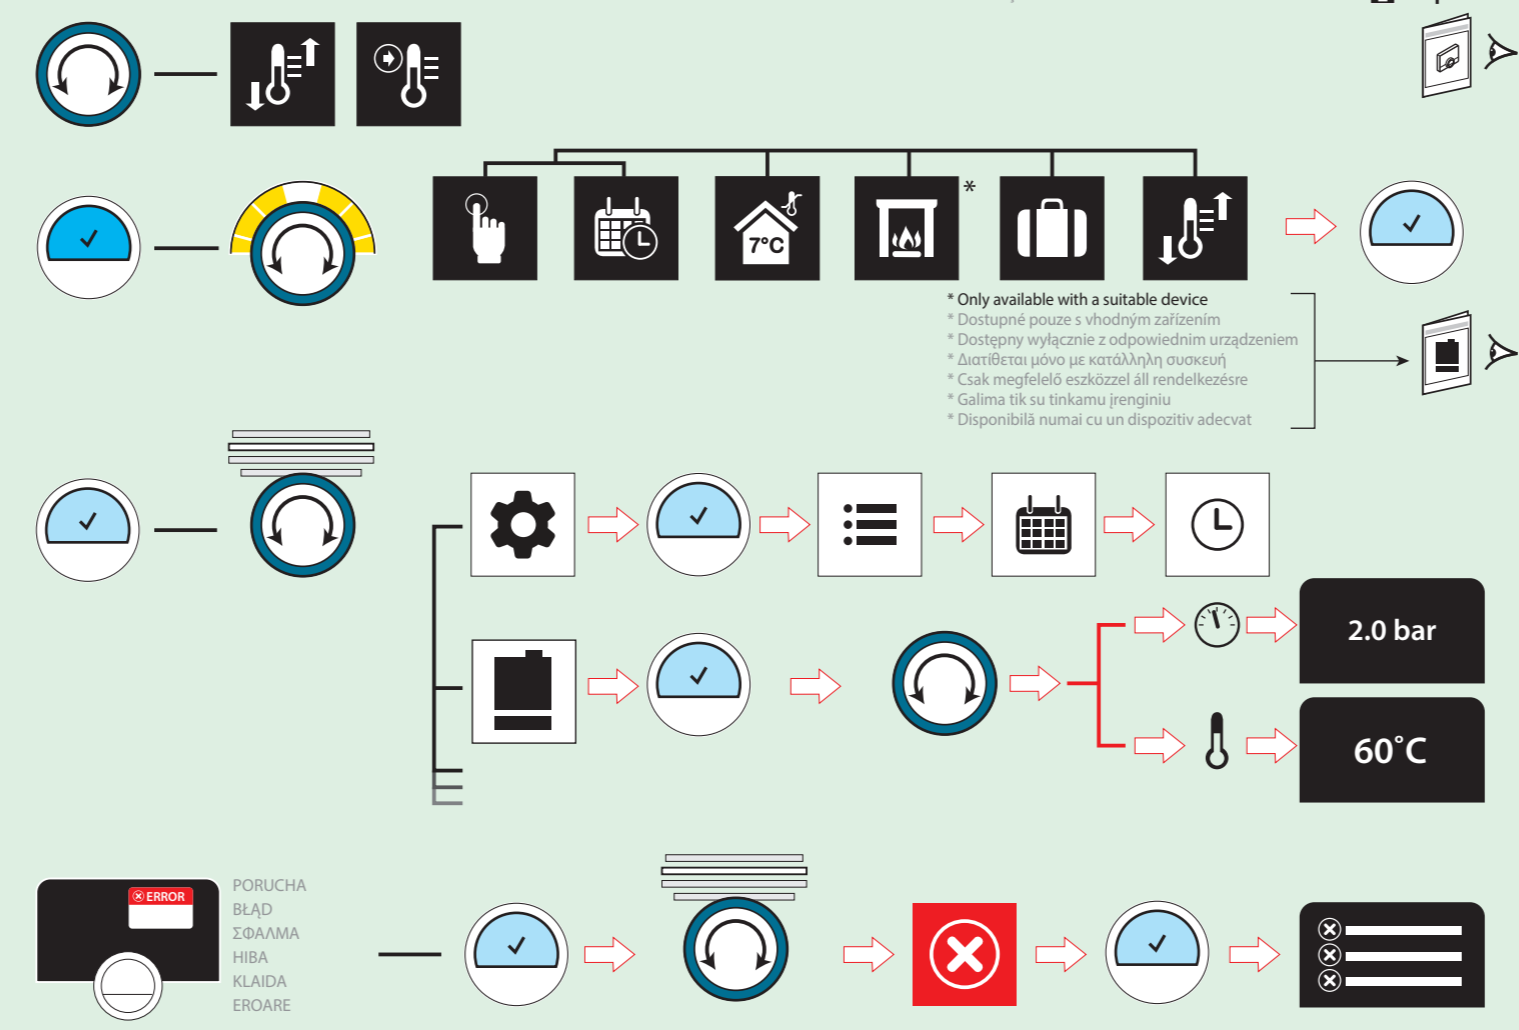 7°C
*
* Only available with a suitable device
* Dostupné pouze s vhodným zařízením
* Dostępny wyłącznie z odpowiednim urządzeniem
* Διατίθεται μόνο με κατάλληλη συσκευή
* Csak megfelelő eszközzel áll rendelkezésre
* Galima tik su tinkamu įrenginiu
* Disponibilă numai cu un dispozitiv adecvat
2.0 bar
60°C
ERROR
PORUCHA
BŁĄD
ΣΦΑΛΜΑ
HIBA
KLAIDA
EROARE